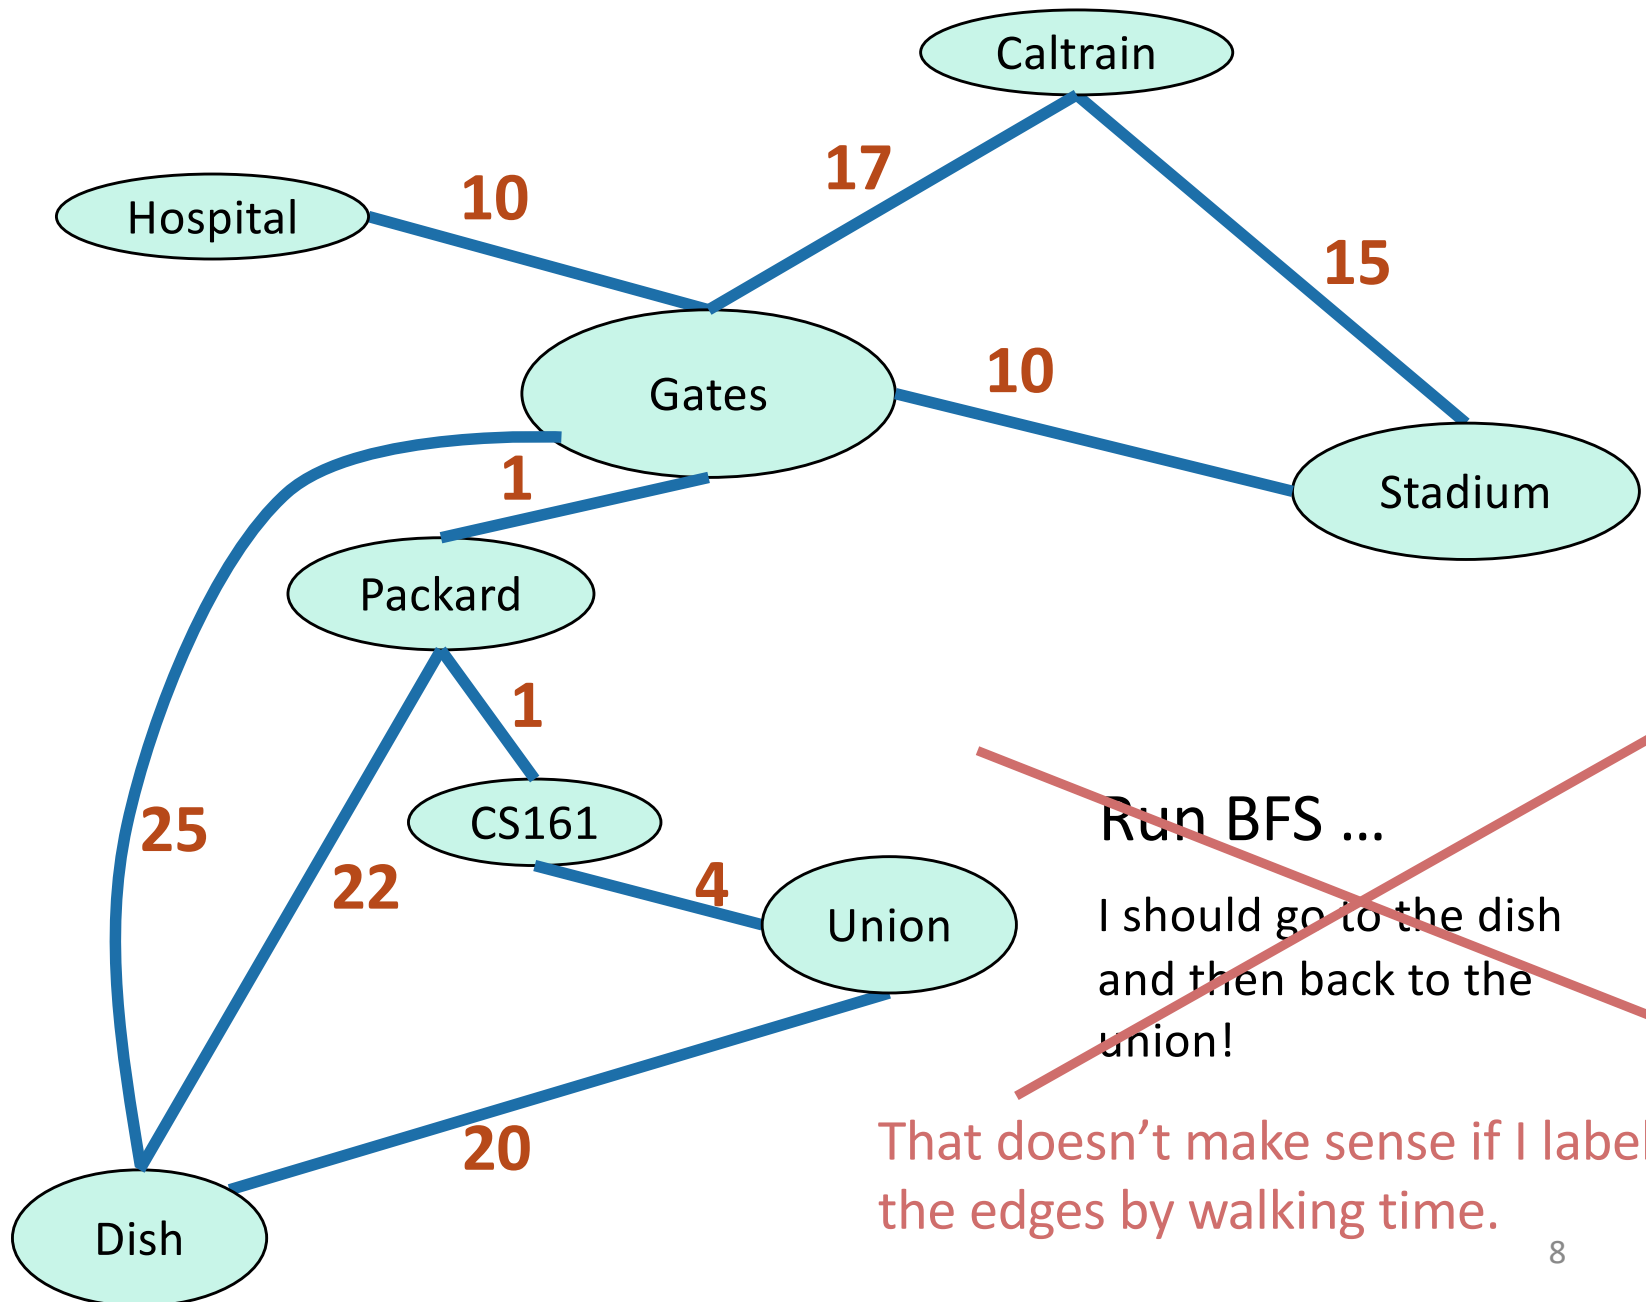 Caltrain
17
10
Hospital
15
10
Gates
1
Stadium
Packard
1
25
CS161
22
4
Union
Run BFS ...
I should go to the dish
and then back to the
union!
20
That doesn’t make sense if I label
the edges by walking time.
Dish
8